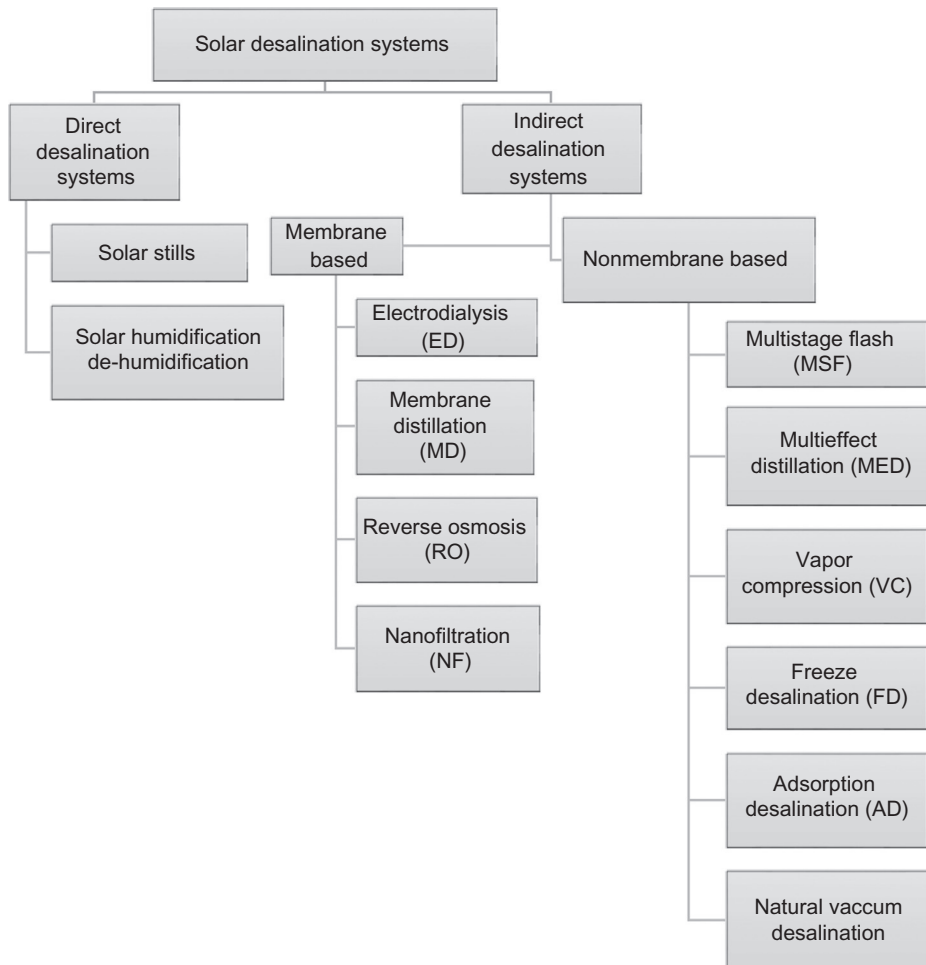 Solar desalination systems
Direct
desalination
systems
Indirect
desalination
systems
Solar stills
Solar humidification
de-humidification
Membrane
based
Electrodialysis
(ED)
Membrane
distillation
(MD)
Reverse osmosis
(RO)
Nanofiltration
(NF)
Nonmembrane based
Multistage flash
(MSF)
Multieffect
distillation (MED)
Vapor
compression (VC)
Freeze
desalination (FD)
Adsorption
desalination (AD)
Natural vaccum
desalination